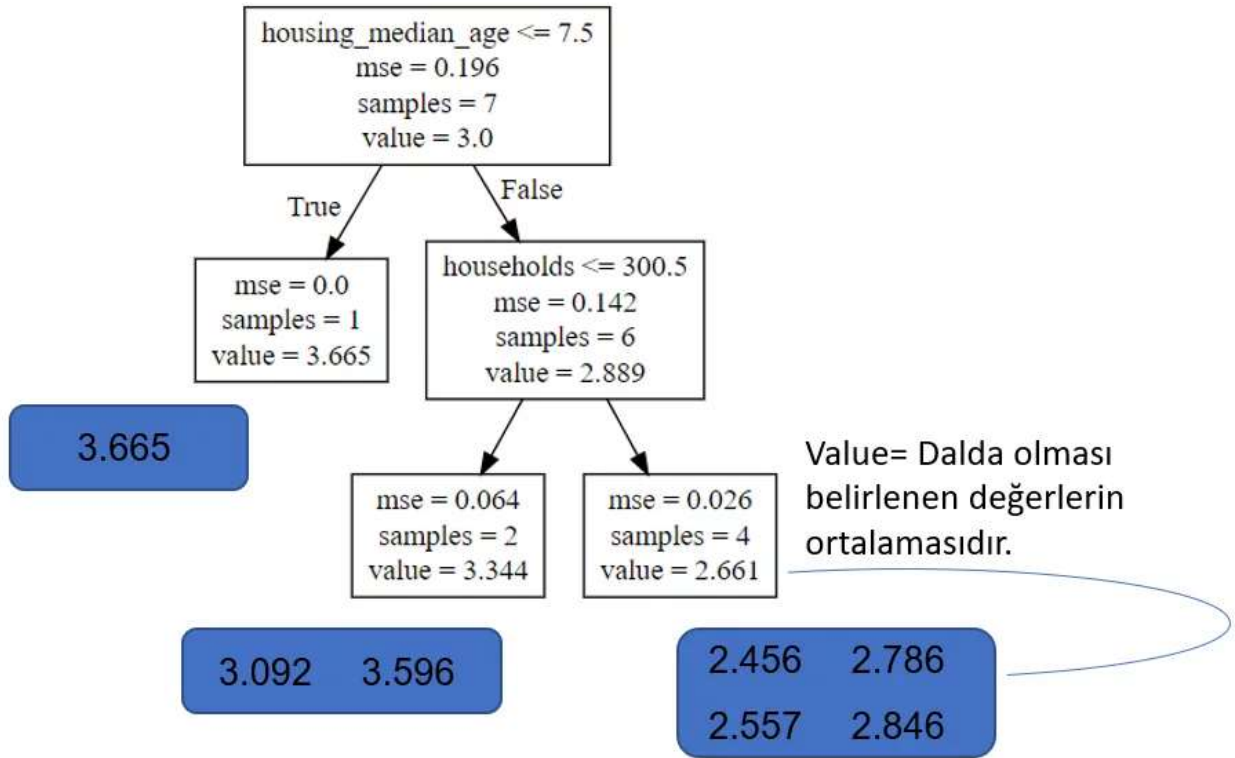 housing_median_age <= 7.5
mse = 0.196
samples = 7
value = 3.0
True
False
mse = 0.0
samples = 1
value = 3.665
households <= 300.5
mse = 0.142
samples = 6
value = 2.889
3.665
mse = 0.064
samples = 2
value = 3.344
mse = 0.026
samples = 4
value = 2.661
Value= Dalda olması
belirlenen değerlerin
ortalamasıdır.
3.092 3.596
2.456 2.786
2.557 2.846